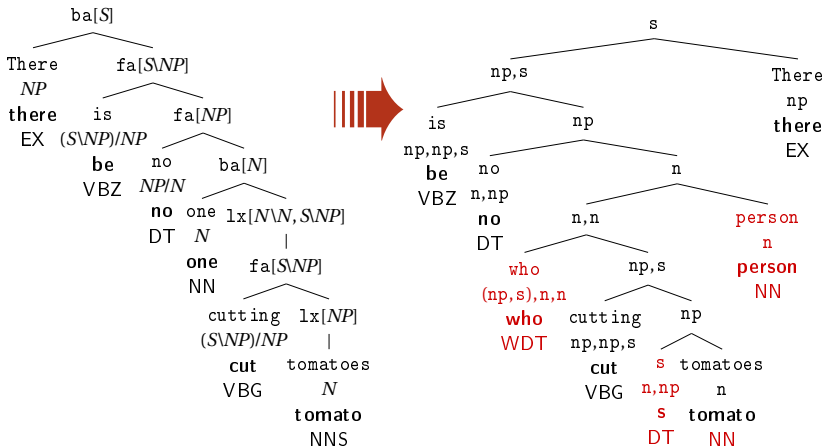 ba[S]
There
NP
there
EX
fa[S\NP]
is
(S\NP)/NP
be
VBZ
fa[NP]
no
NP/N
no
DT
ba[N]
one
N
one
NN
lx[N\N, S\NP]
fa[S\NP]
cutting
(S\NP)/NP
cut
VBG
lx[NP]
tomatoes
N
tomato
NNS
s
np,s
is
np,np,s
be
VBZ
np
no
n,np
no
DT
n
n,n
who
(np,s),n,n
who
WDT
np,s
cutting
np,np,s
cut
VBG
np
s
n,np
s
DT
tomatoes
n
tomato
NN
person
n
person
NN
There
np
there
EX